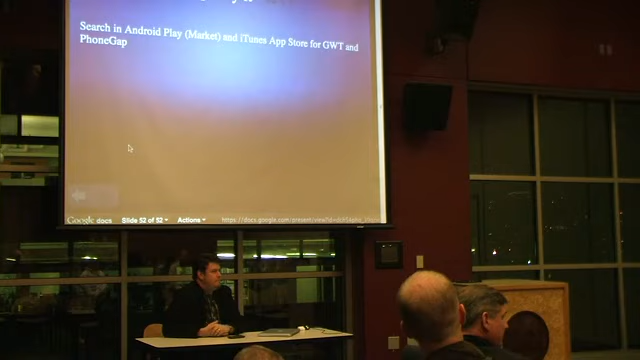 Search in Android Play (Market) and iTunes App Store for GWT and
PhoneGap
Google docs
Slide 52 of 52
Actions